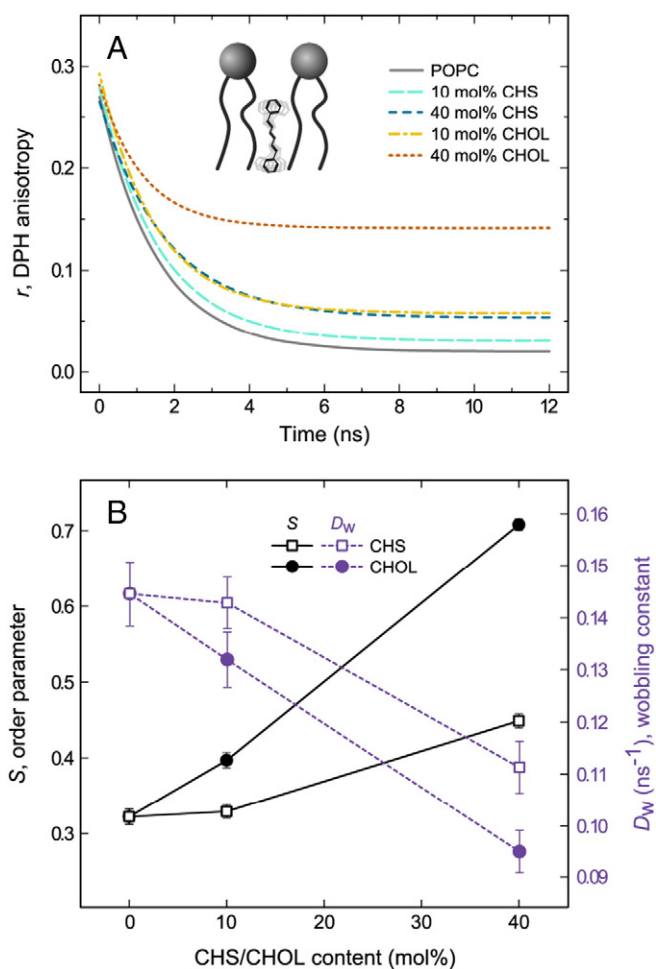 A
0.3
0.2
0.1
0.0
r, DPH anisotropy
POPC
10 mol% CHS
40 mol% CHS
10 mol% CHOL
40 mol% CHOL
0 2 4 6 8 10 12
Time (ns)
B
S D_W
CHS
CHOL
0.7
0.6
0.5
0.4
0.3
S, order parameter
0.16
0.15
0.14
0.13
0.12
0.11
0.10
0.09
D_W (ns⁻¹), wobbling constant
0 10 20 30 40
CHS/CHOL content (mol%)